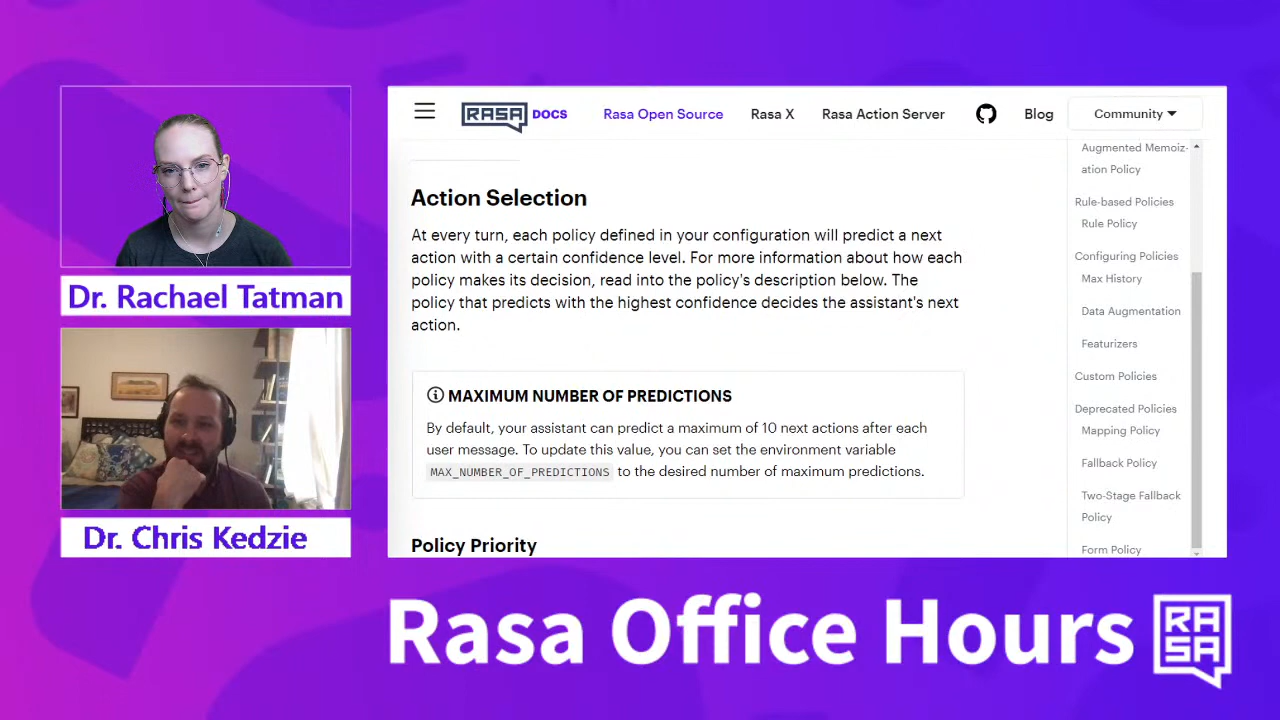 Dr. Rachael Tatman
Dr. Chris Kedzie
RASA DOCS
Rasa Open Source
Rasa X
Rasa Action Server
Blog
Community
Action Selection
At every turn, each policy defined in your configuration will predict a next
action with a certain confidence level. For more information about how each
policy makes its decision, read into the policy's description below. The
policy that predicts with the highest confidence decides the assistant's next
action.
MAXIMUM NUMBER OF PREDICTIONS
By default, your assistant can predict a maximum of 10 next actions after each
user message. To update this value, you can set the environment variable
MAX_NUMBER_OF_PREDICTIONS to the desired number of maximum predictions.
Policy Priority
Augmented Memoiz-
ation Policy
Rule-based Policies
Rule Policy
Configuring Policies
Max History
Data Augmentation
Featurizers
Custom Policies
Deprecated Policies
Mapping Policy
Fallback Policy
Two-Stage Fallback
Policy
Form Policy
Rasa Office Hours
RA
SA